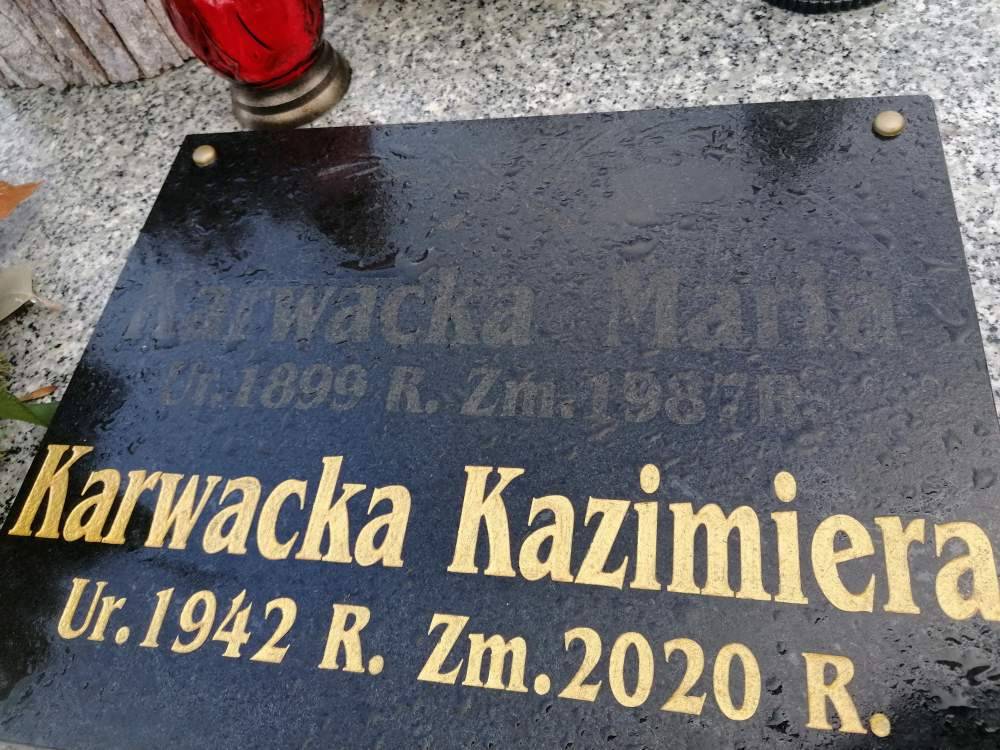 Karwacka Maria
Ur.1899 R. Zm.1987 R.
Karwacka Kazimiera
Ur.1942 R. Zm.2020 R.